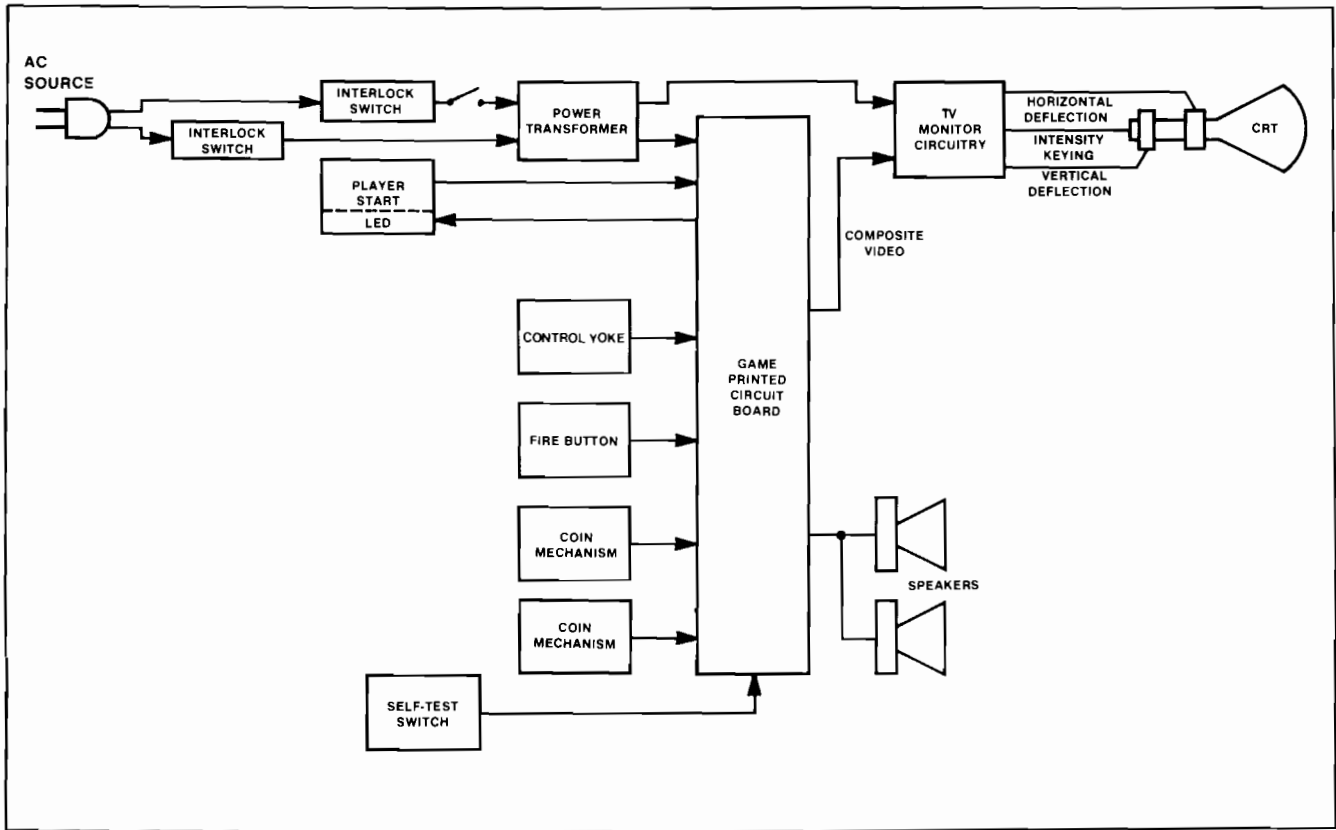 AC
SOURCE
INTERLOCK
SWITCH
INTERLOCK
SWITCH
POWER
TRANSFORMER
TV
MONITOR
CIRCUITRY
HORIZONTAL
DEFLECTION
INTENSITY
KEYING
VERTICAL
DEFLECTION
CRT
PLAYER
START
LED
COMPOSITE
VIDEO
CONTROL YOKE
GAME
PRINTED
CIRCUIT
BOARD
FIRE BUTTON
COIN
MECHANISM
SPEAKERS
COIN
MECHANISM
SELF-TEST
SWITCH